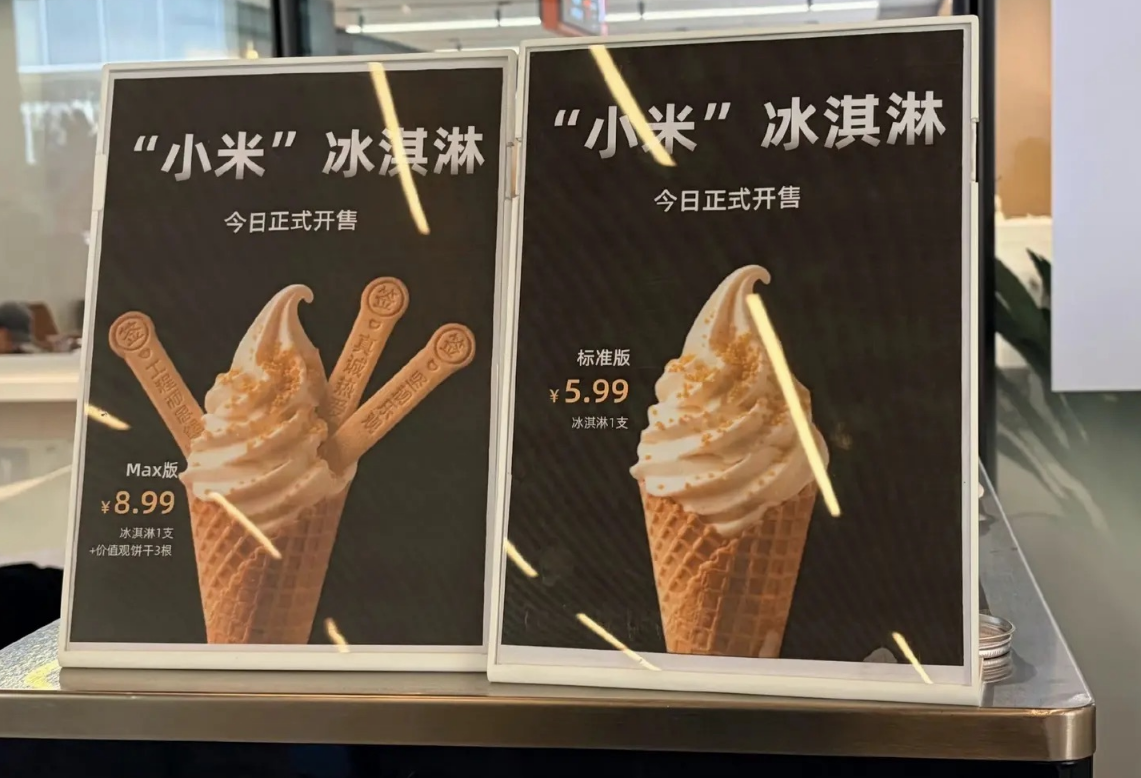 “小米”冰淇淋
今日正式开售
Max版
¥8.99
冰淇淋1支
+价值观饼干3根
“小米”冰淇淋
今日正式开售
标准版
¥5.99
冰淇淋1支